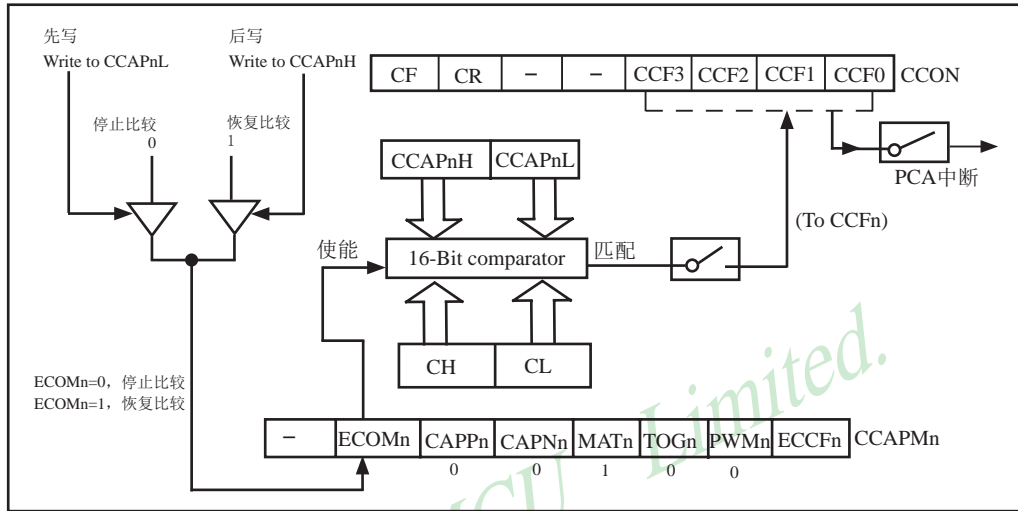 先写
Write to CCAPnL
后写
Write to CCAPnH
停止比较
0
恢复比较
1
CF CR － － CCF3 CCF2 CCF1 CCF0 CCON
PCA中断
CCAPnH CCAPnL
(To CCFn)
使能
16-Bit comparator
匹配
CH CL
ECOMn=0，停止比较
ECOMn=1，恢复比较
－ ECOMn CAPPn CAPNn MATn TOGn PWMn ECCFn CCAPMn
0 0 1 0 0
MCU Limited.